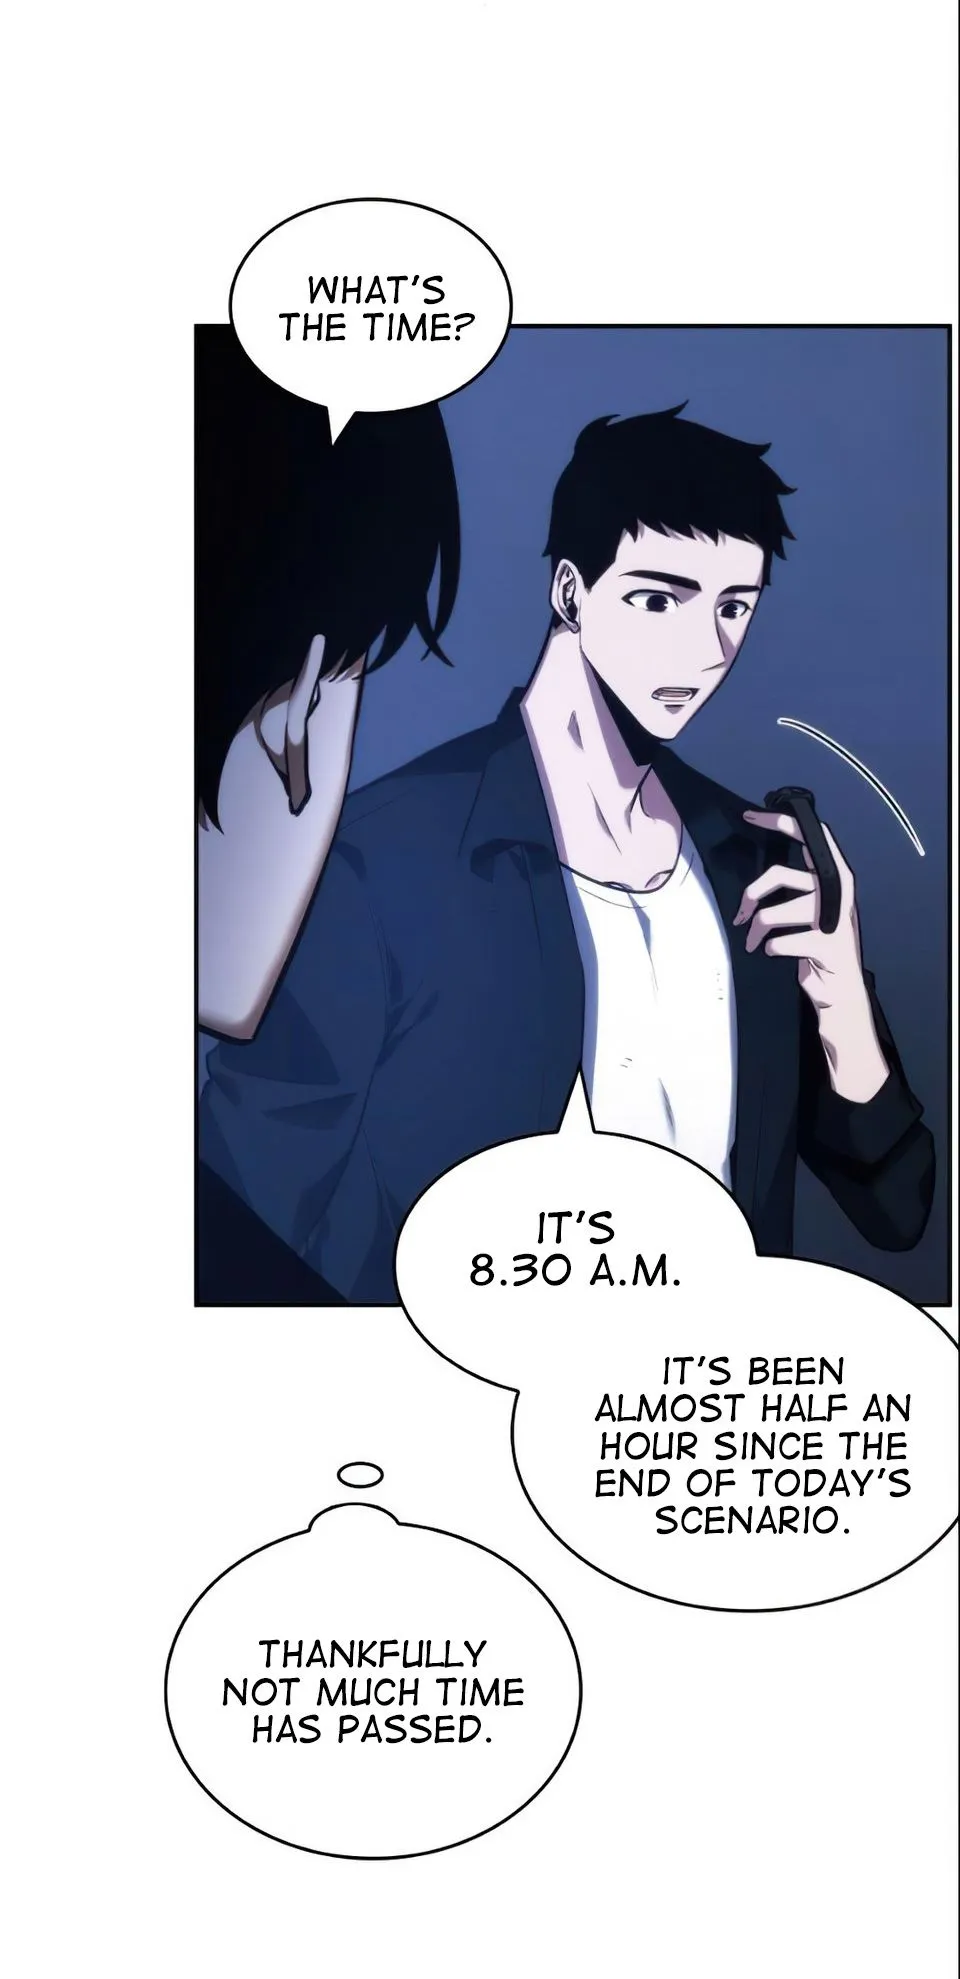 WHAT'S
THE TIME?
IT'S
8.30 A.M.
IT'S BEEN
ALMOST HALF AN
HOUR SINCE THE
END OF TODAY'S
SCENARIO.
THANKFULLY
NOT MUCH TIME
HAS PASSED.